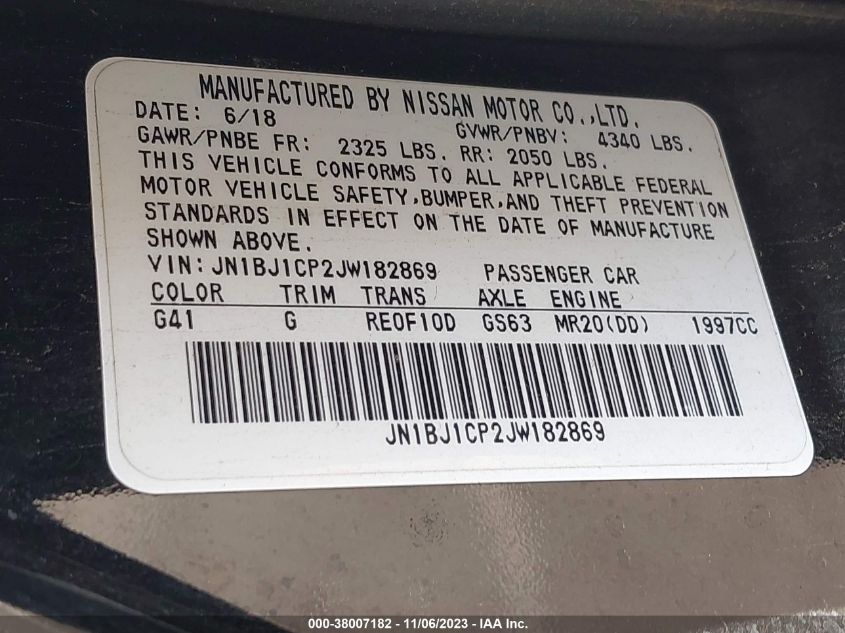 MANUFACTURED BY NISSAN MOTOR CO.,LTD.
DATE: 6/18 GVWR/PNBV: 4340 LBS.
GAWR/PNBE FR: 2325 LBS. RR: 2050 LBS.
THIS VEHICLE CONFORMS TO ALL APPLICABLE FEDERAL
MOTOR VEHICLE SAFETY,BUMPER,AND THEFT PREVENTION
STANDARDS IN EFFECT ON THE DATE OF MANUFACTURE
SHOWN ABOVE.
VIN: JN1BJ1CP2JW182869 PASSENGER CAR
COLOR TRIM TRANS AXLE ENGINE
G41 G RE0F10D GS63 MR20(DD) 1997CC
JN1BJ1CP2JW182869
000-38007182 - 11/06/2023 - IAA Inc.